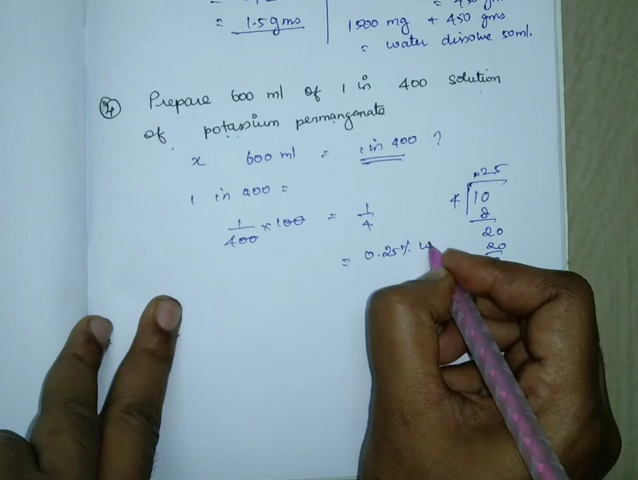 = 1.5 gms
1500 mg + 450 gms
= water dissolve 50ml.
4 Prepare 600 ml of 1 in 400 solution
of potassium permanganate
x 600 ml = 1 in 400 ?
1 in 400 =
1/400 x 100 = 1/4
= 0.25% w
.25
4 10
8
20
20